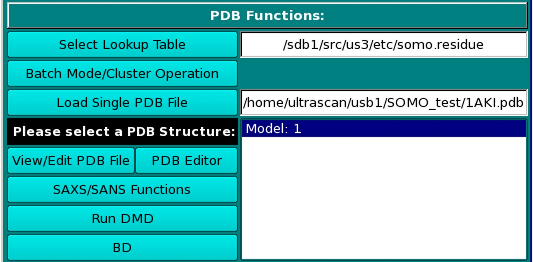 PDB Functions:
Select Lookup Table /sdb1/src/us3/etc/somo.residue
Batch Mode/Cluster Operation
Load Single PDB File /home/ultrascan/usb1/SOMO_test/1AKI.pdb
Please select a PDB Structure: Model: 1
View/Edit PDB File PDB Editor
SAXS/SANS Functions
Run DMD
BD